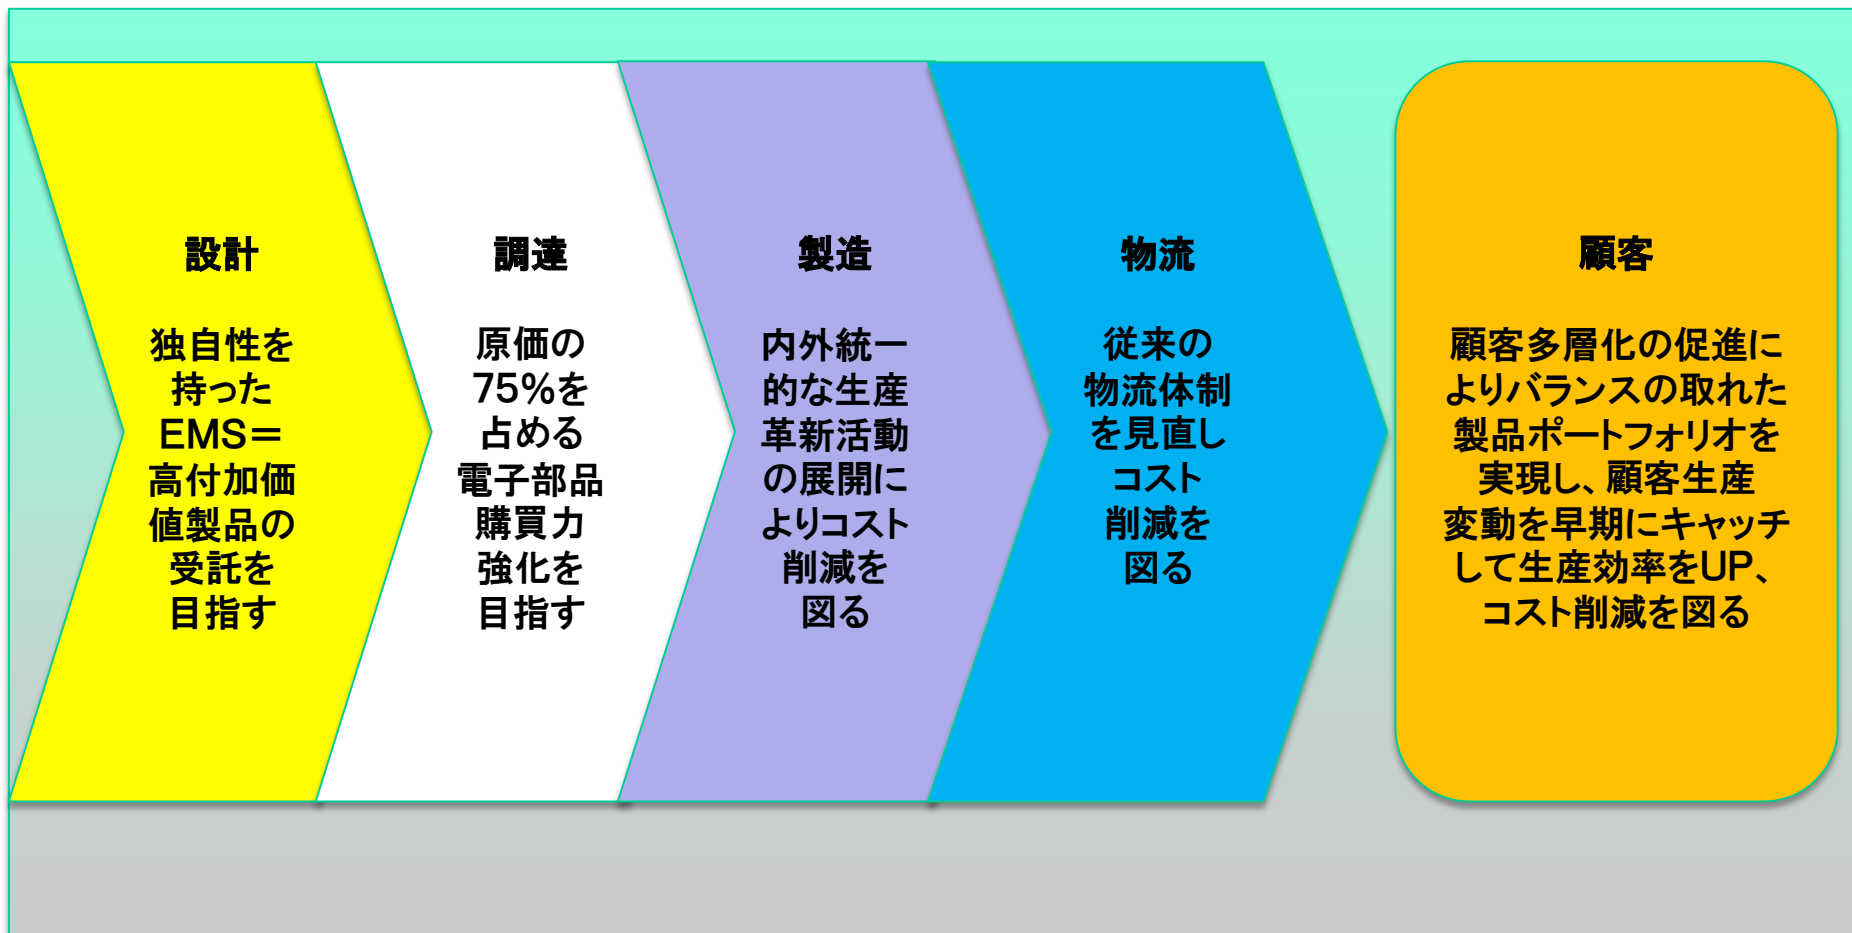 設計
独自性を
持った
EMS＝
高付加価
値製品の
受託を
目指す
調達
原価の
75％を
占める
電子部品
購買力
強化を
目指す
製造
内外統一
的な生産
革新活動
の展開に
よりコスト
削減を
図る
物流
従来の
物流体制
を見直し
コスト
削減を
図る
顧客
顧客多層化の促進に
よりバランスの取れた
製品ポートフォリオを
実現し、顧客生産
変動を早期にキャッチ
して生産効率をUP、
コスト削減を図る